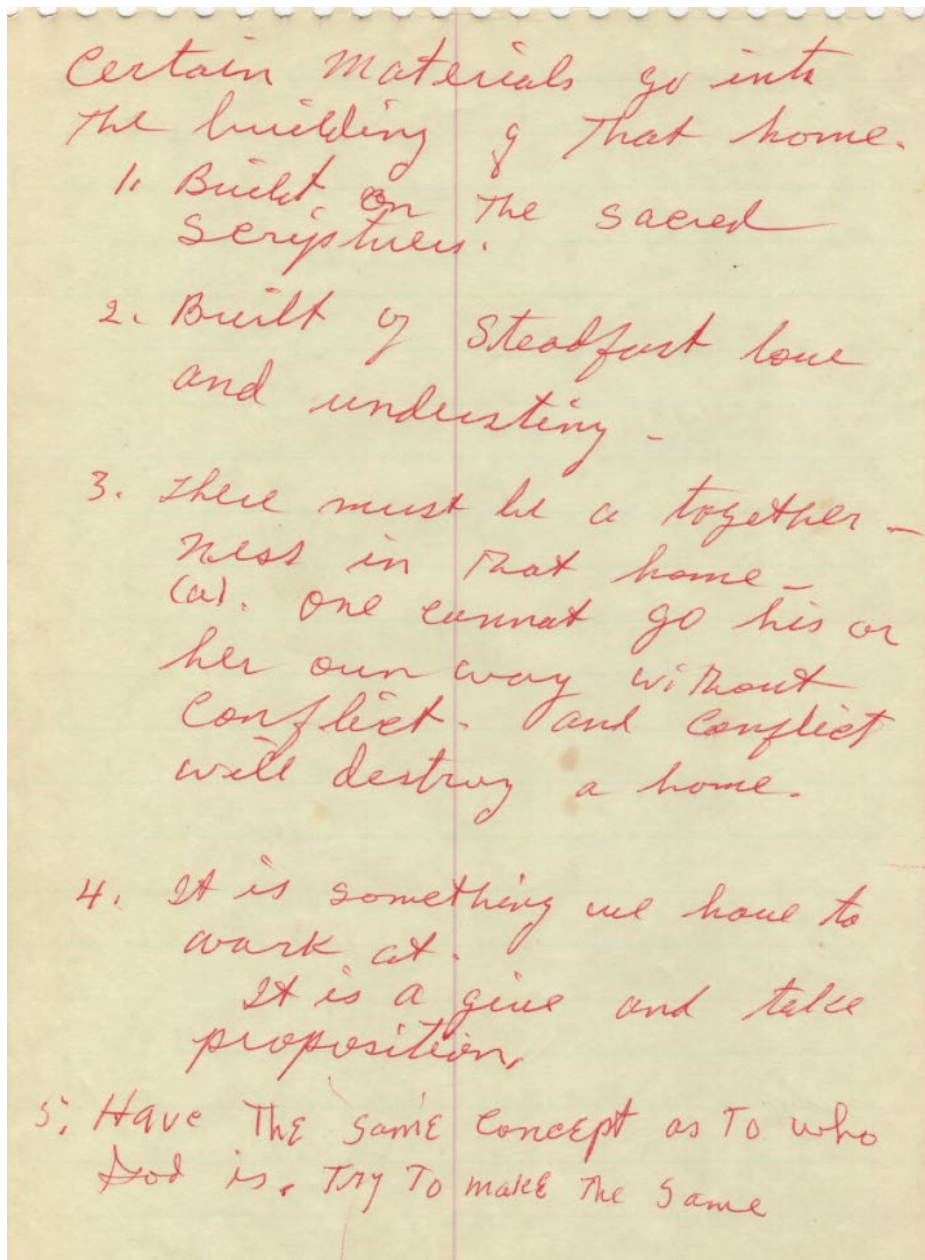 Certain Materials go into
the building of that home.
1. Built on the sacred
Scriptures.
2. Built of Steadfast love
and understing -
3. There must be a together -
ness in that home -
(a). One cannot go his or
her own way without
Conflict. and Conflict
will destroy a home.
4. It is something we have to
work at.
It is a give and take
proposition.
5. Have The Same Concept as To who
God is. Try To make The Same